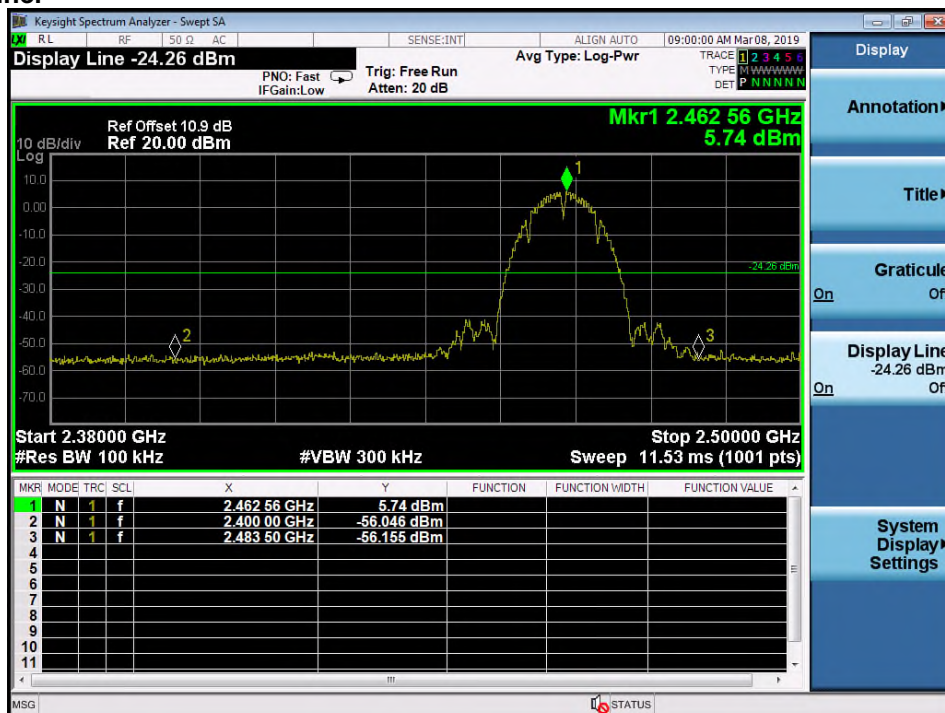 Keysight Spectrum Analyzer - Swept SA
LXI RL RF 50 Ω AC SENSE:INT ALIGN AUTO 09:00:00 AM Mar 08, 2019
Display Line -24.26 dBm
PNO: Fast
IFGain:Low
Trig: Free Run
Atten: 20 dB
Avg Type: Log-Pwr
TRACE 1 2 3 4 5 6
TYPE M WWWWW
DET P N N N N N
Ref Offset 10.9 dB
Ref 20.00 dBm
10 dB/div
Log
Mkr1 2.462 56 GHz
5.74 dBm
10.0
0.00
-10.0
-20.0
-30.0
-40.0
-50.0
-60.0
-70.0
1
-24.26 dBm
2
3
Start 2.38000 GHz
Stop 2.50000 GHz
#Res BW 100 kHz #VBW 300 kHz Sweep 11.53 ms (1001 pts)
MKR MODE TRC SCL X Y FUNCTION FUNCTION WIDTH FUNCTION VALUE
1 N 1 f 2.462 56 GHz 5.74 dBm
2 N 1 f 2.400 00 GHz -56.046 dBm
3 N 1 f 2.483 50 GHz -56.155 dBm
4
5
6
7
8
9
10
11
MSG STATUS
Display
Annotation
Title
Graticule
On Of
Display Line
-24.26 dBm
On Of
System
Display
Settings